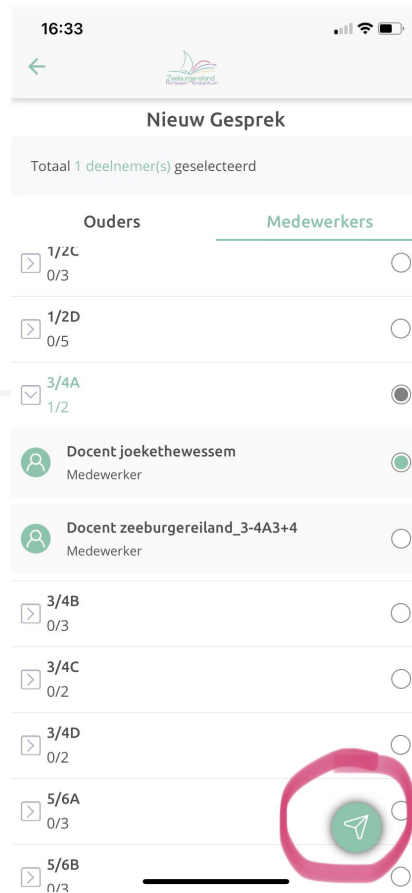 16:33
Zeeburgereiland
Nieuw Gesprek
Totaal 1 deelnemer(s) geselecteerd
Ouders
Medewerkers
1/2C
0/3
1/2D
0/5
3/4A
1/2
Docent joekethewessem
Medewerker
Docent zeeburgereiland_3-4A3+4
Medewerker
3/4B
0/3
3/4C
0/2
3/4D
0/2
5/6A
0/3
5/6B
0/3